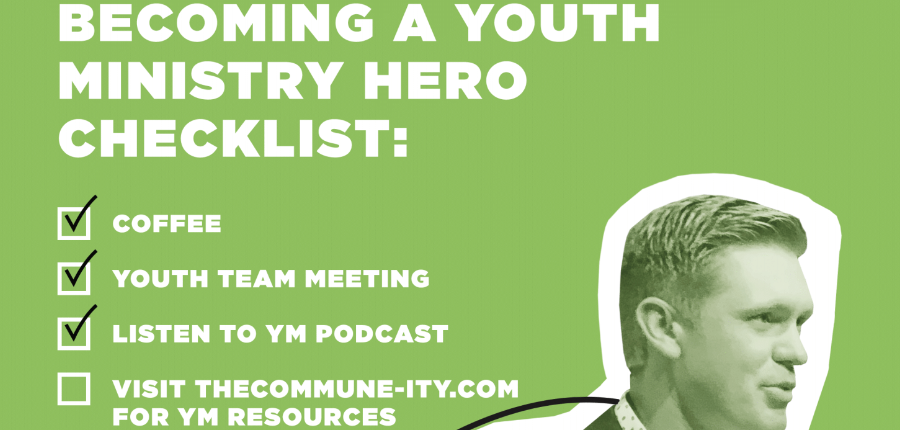 BECOMING A YOUTH
MINISTRY HERO
CHECKLIST:
COFFEE
YOUTH TEAM MEETING
LISTEN TO YM PODCAST
VISIT THECOMMUNE-ITY.COM
FOR YM RESOURCES